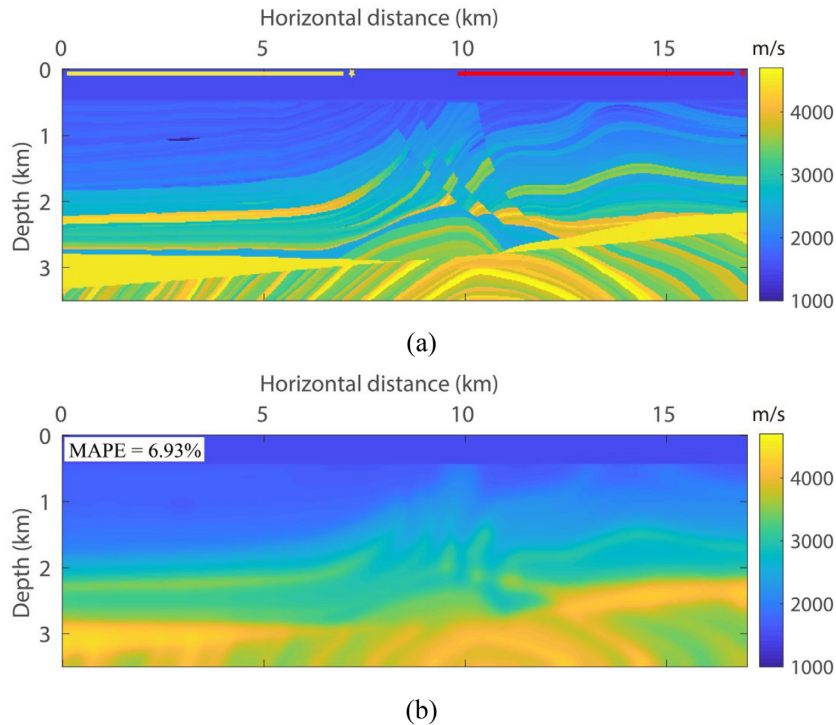 Horizontal distance (km)
0 5 10 15
m/s
0
1
2
3
Depth (km)
4000
3000
2000
1000
(a)
Horizontal distance (km)
0 5 10 15
m/s
MAPE = 6.93%
0
1
2
3
Depth (km)
4000
3000
2000
1000
(b)